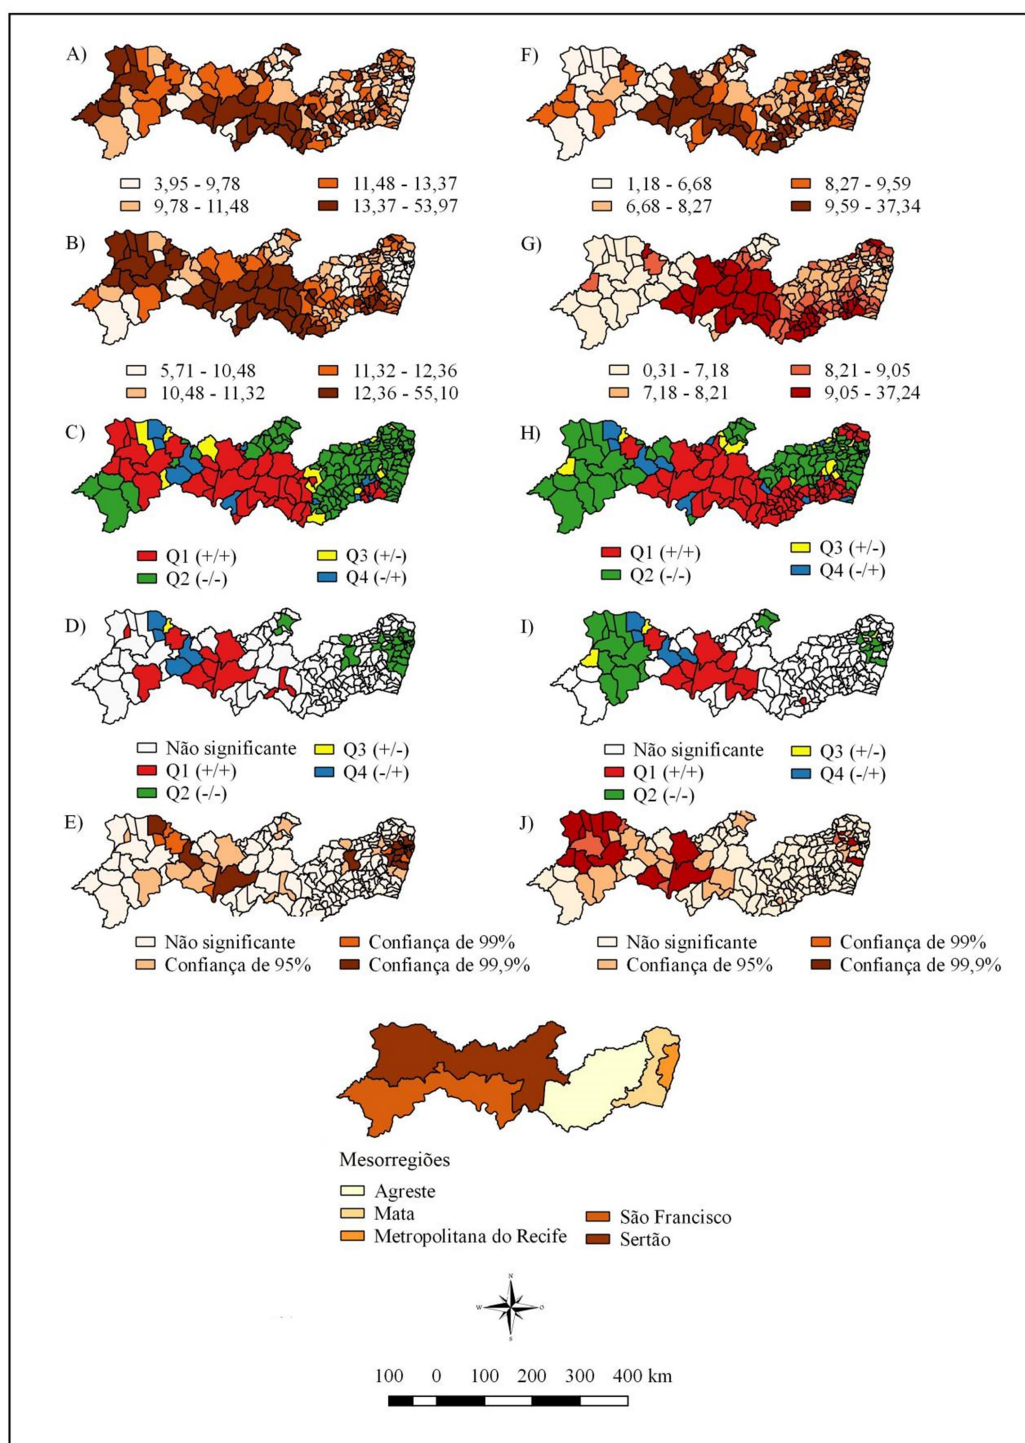 A)
F)
3,95 - 9,78
11,48 - 13,37
9,78 - 11,48
13,37 - 53,97
1,18 - 6,68
8,27 - 9,59
6,68 - 8,27
9,59 - 37,34
B)
G)
5,71 - 10,48
11,32 - 12,36
10,48 - 11,32
12,36 - 55,10
0,31 - 7,18
8,21 - 9,05
7,18 - 8,21
9,05 - 37,24
C)
H)
Q1 (+/+)
Q3 (+/-)
Q2 (-/-)
Q4 (-/+)
Q1 (+/+)
Q3 (+/-)
Q2 (-/-)
Q4 (-/+)
D)
I)
Não significante
Q3 (+/-)
Q1 (+/+)
Q4 (-/+)
Q2 (-/-)
Não significante
Q3 (+/-)
Q1 (+/+)
Q4 (-/+)
Q2 (-/-)
E)
J)
Não significante
Confiança de 99%
Confiança de 95%
Confiança de 99,9%
Não significante
Confiança de 99%
Confiança de 95%
Confiança de 99,9%
Mesorregiões
Agreste
Mata
São Francisco
Metropolitana do Recife
Sertão
N
W
O
S
100 0 100 200 300 400 km